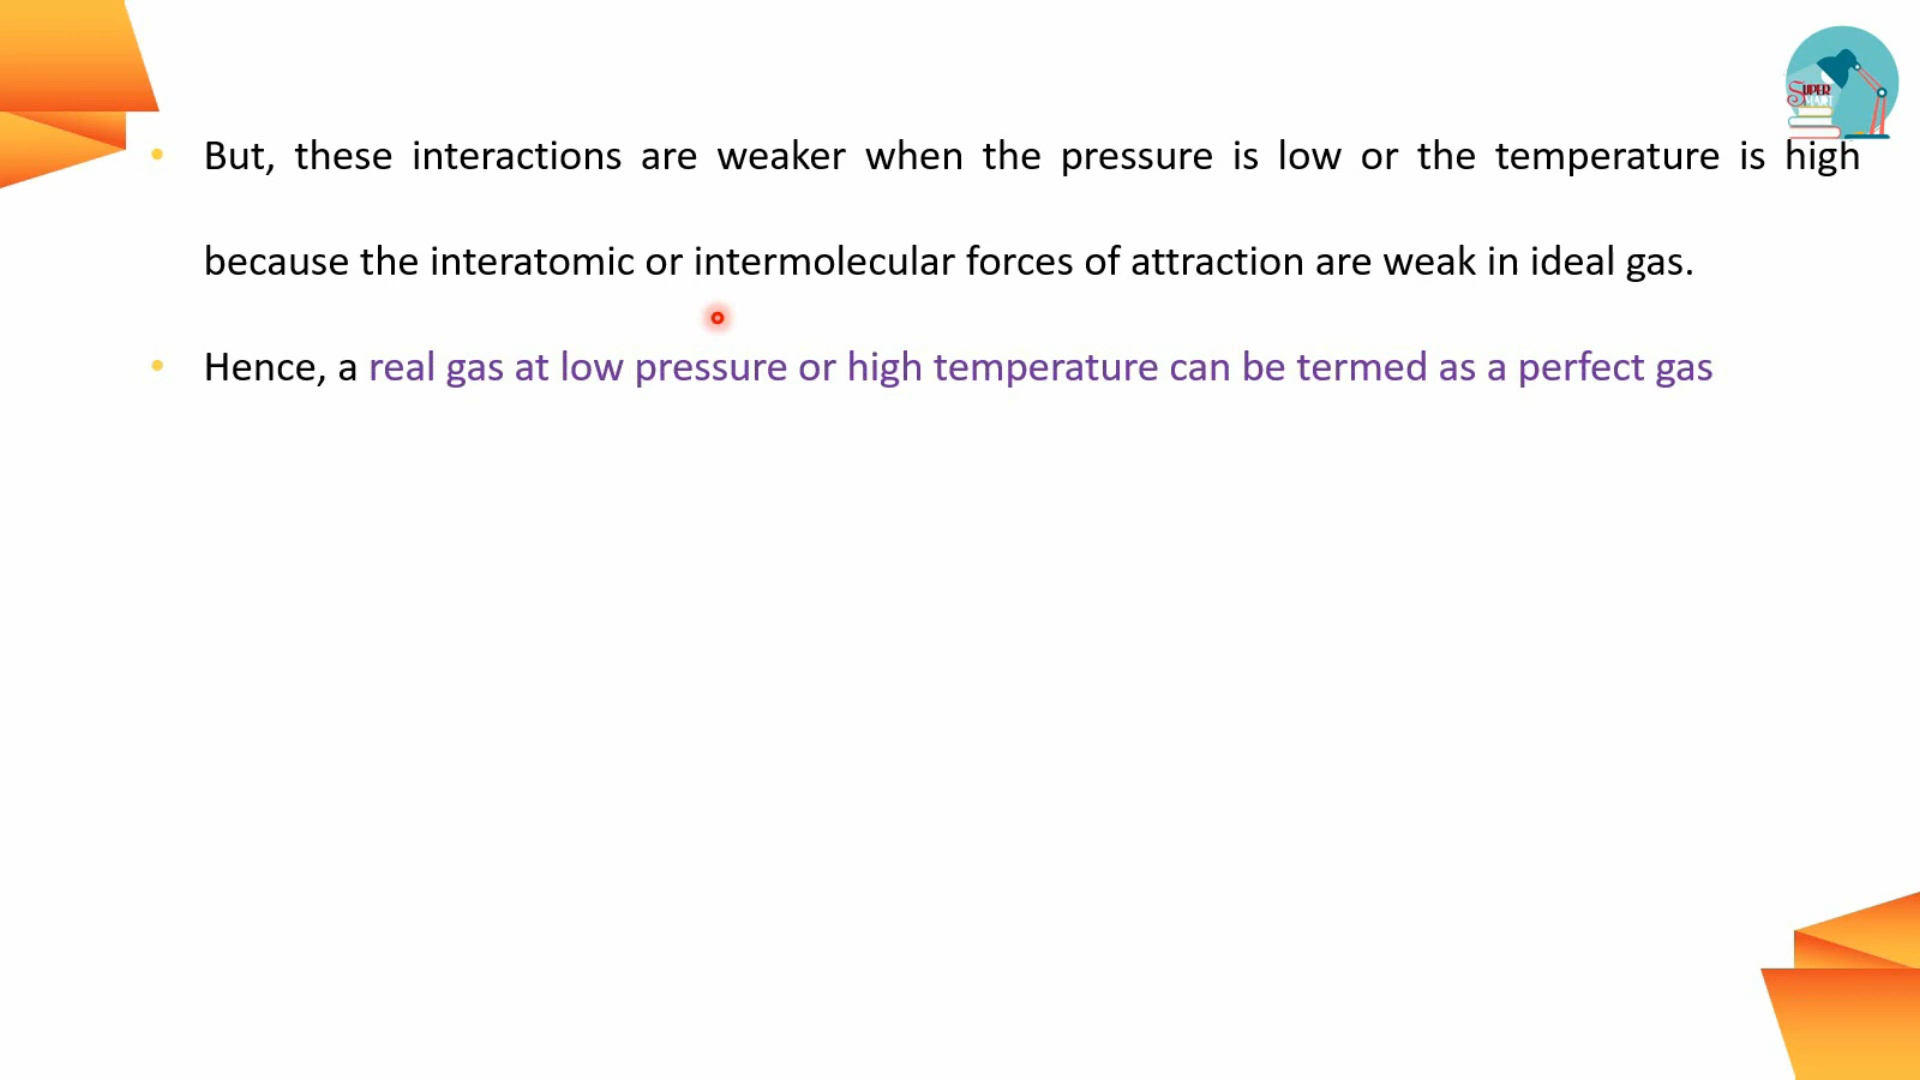 SUPER
SMART
But, these interactions are weaker when the pressure is low or the temperature is high
because the interatomic or intermolecular forces of attraction are weak in ideal gas.
Hence, a real gas at low pressure or high temperature can be termed as a perfect gas